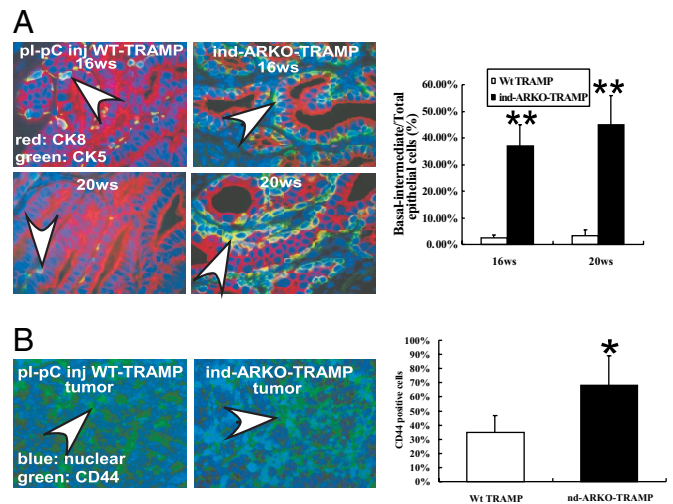 A
pl-pC inj WT-TRAMP
16ws
ind-ARKO-TRAMP
16ws
red: CK8
green: CK5
20ws
20ws
Basal-intermediate/Total
epithelial cells (%)
60.00%
50.00%
40.00%
30.00%
20.00%
10.00%
0.00%
Wt TRAMP
ind-ARKO-TRAMP
**
**
16ws
20ws
B
pl-pC inj WT-TRAMP
tumor
ind-ARKO-TRAMP
tumor
blue: nuclear
green: CD44
CD44 positive cells
100%
90%
80%
70%
60%
50%
40%
30%
20%
10%
0%
*
Wt TRAMP
nd-ARKO-TRAMP